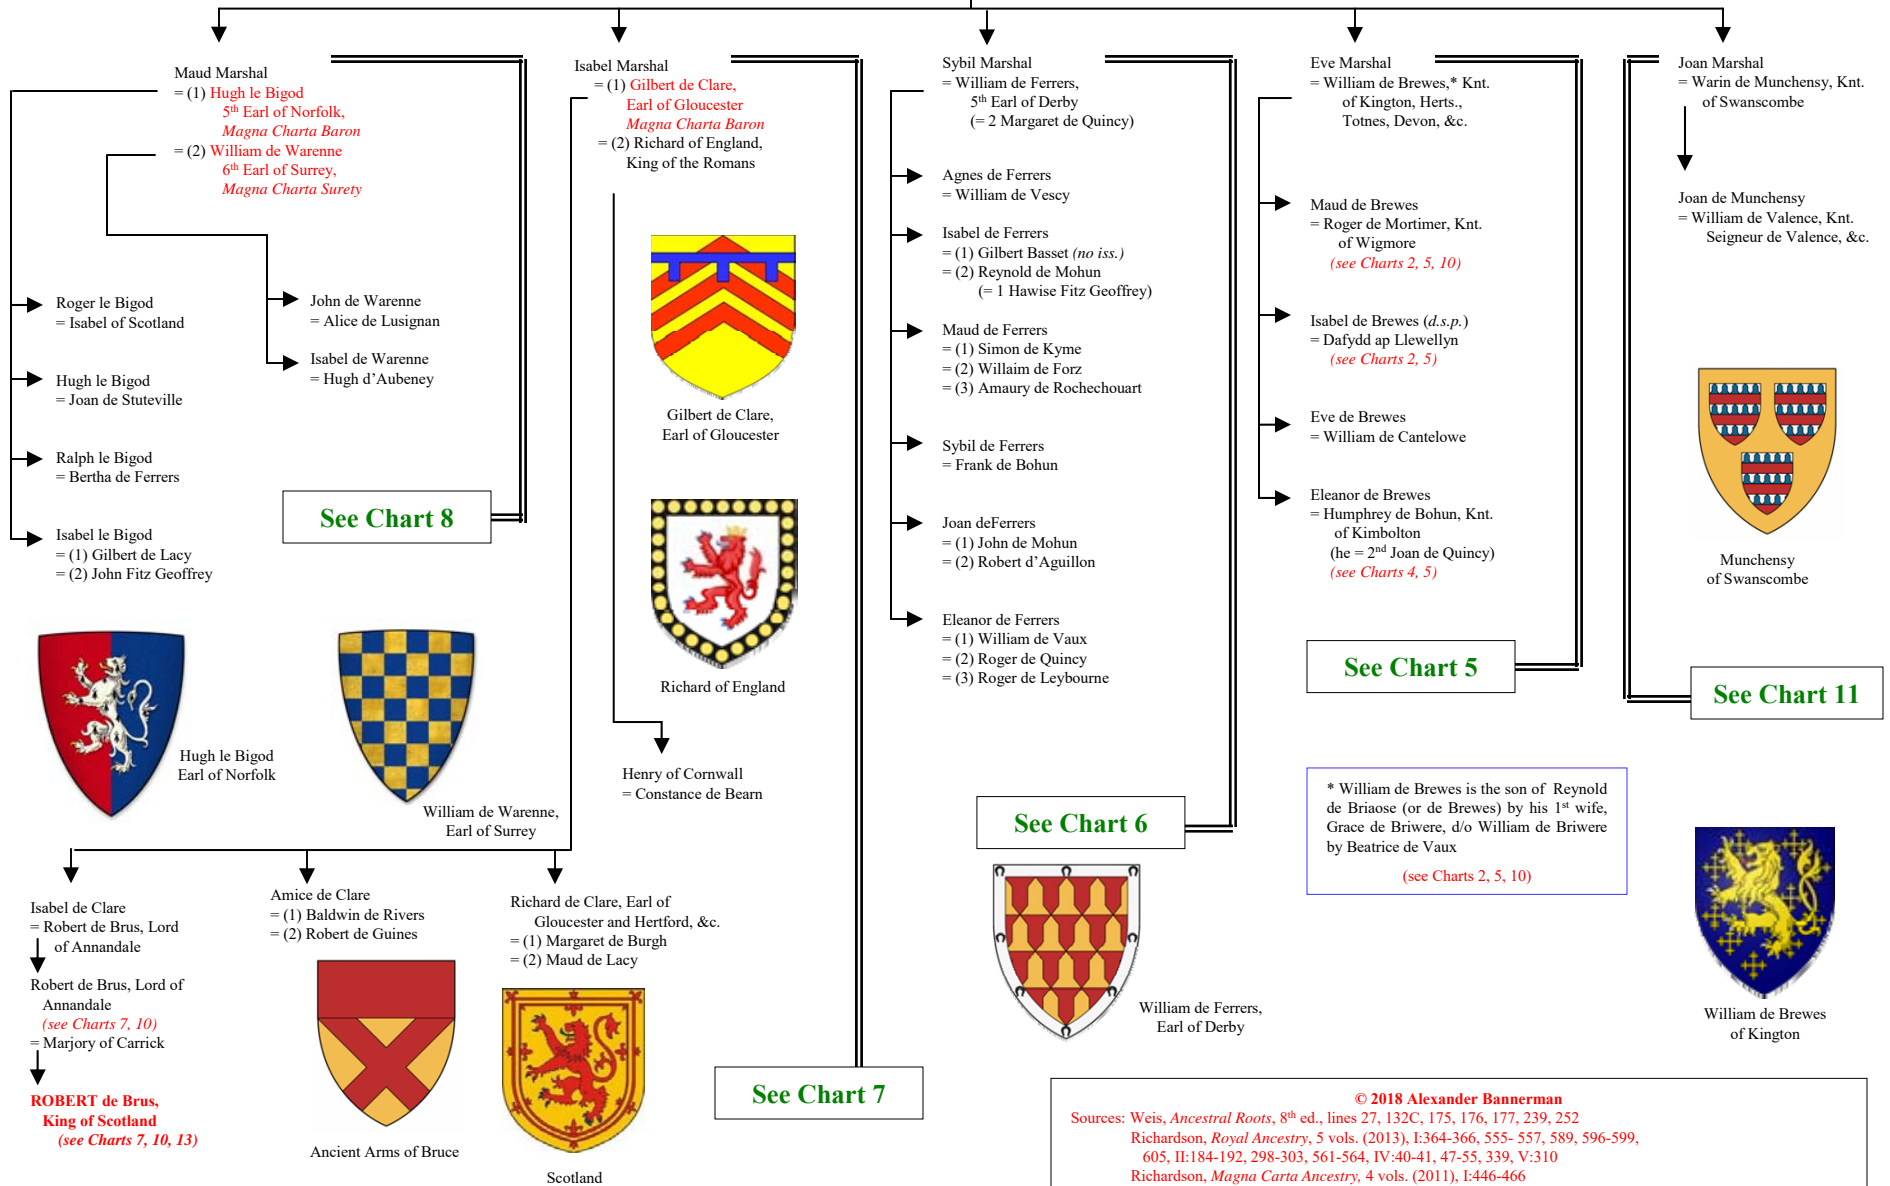 Maud Marshal
= (1) Hugh le Bigod
5th Earl of Norfolk,
Magna Charta Baron
= (2) William de Warenne
6th Earl of Surrey,
Magna Charta Surety
Roger le Bigod
= Isabel of Scotland
Hugh le Bigod
= Joan de Stuteville
Ralph le Bigod
= Bertha de Ferrers
Isabel le Bigod
= (1) Gilbert de Lacy
= (2) John Fitz Geoffrey
John de Warenne
= Alice de Lusignan
Isabel de Warenne
= Hugh d’Aubeney
See Chart 8
Hugh le Bigod
Earl of Norfolk
William de Warenne,
Earl of Surrey
Isabel Marshal
= (1) Gilbert de Clare,
Earl of Gloucester
Magna Charta Baron
= (2) Richard of England,
King of the Romans
Gilbert de Clare,
Earl of Gloucester
Richard of England
Henry of Cornwall
= Constance de Bearn
Isabel de Clare
= Robert de Brus, Lord
of Annandale
Robert de Brus, Lord of
Annandale
(see Charts 7, 10)
= Marjory of Carrick
ROBERT de Brus,
King of Scotland
(see Charts 7, 10, 13)
Amice de Clare
= (1) Baldwin de Rivers
= (2) Robert de Guines
Ancient Arms of Bruce
Richard de Clare, Earl of
Gloucester and Hertford, &c.
= (1) Margaret de Burgh
= (2) Maud de Lacy
Scotland
See Chart 7
Sybil Marshal
= William de Ferrers,
5th Earl of Derby
(= 2 Margaret de Quincy)
Agnes de Ferrers
= William de Vescy
Isabel de Ferrers
= (1) Gilbert Basset (no iss.)
= (2) Reynold de Mohun
(= 1 Hawise Fitz Geoffrey)
Maud de Ferrers
= (1) Simon de Kyme
= (2) Willaim de Forz
= (3) Amaury de Rochechouart
Sybil de Ferrers
= Frank de Bohun
Joan deFerrers
= (1) John de Mohun
= (2) Robert d’Aguillon
Eleanor de Ferrers
= (1) William de Vaux
= (2) Roger de Quincy
= (3) Roger de Leybourne
See Chart 6
William de Ferrers,
Earl of Derby
Eve Marshal
= William de Brewes,* Knt.
of Kington, Herts.,
Totnes, Devon, &c.
Maud de Brewes
= Roger de Mortimer, Knt.
of Wigmore
(see Charts 2, 5, 10)
Isabel de Brewes (d.s.p.)
= Dafydd ap Llewellyn
(see Charts 2, 5)
Eve de Brewes
= William de Cantelowe
Eleanor de Brewes
= Humphrey de Bohun, Knt.
of Kimbolton
(he = 2nd Joan de Quincy)
(see Charts 4, 5)
See Chart 5
* William de Brewes is the son of Reynold
de Briaose (or de Brewes) by his 1st wife,
Grace de Briwere, d/o William de Briwere
by Beatrice de Vaux
(see Charts 2, 5, 10)
Joan Marshal
= Warin de Munchensy, Knt.
of Swanscombe
Joan de Munchensy
= William de Valence, Knt.
Seigneur de Valence, &c.
Munchensy
of Swanscombe
See Chart 11
William de Brewes
of Kington
© 2018 Alexander Bannerman
Sources: Weis, Ancestral Roots, 8th ed., lines 27, 132C, 175, 176, 177, 239, 252
Richardson, Royal Ancestry, 5 vols. (2013), I:364-366, 555- 557, 589, 596-599,
605, II:184-192, 298-303, 561-564, IV:40-41, 47-55, 339, V:310
Richardson, Magna Carta Ancestry, 4 vols. (2011), I:446-466